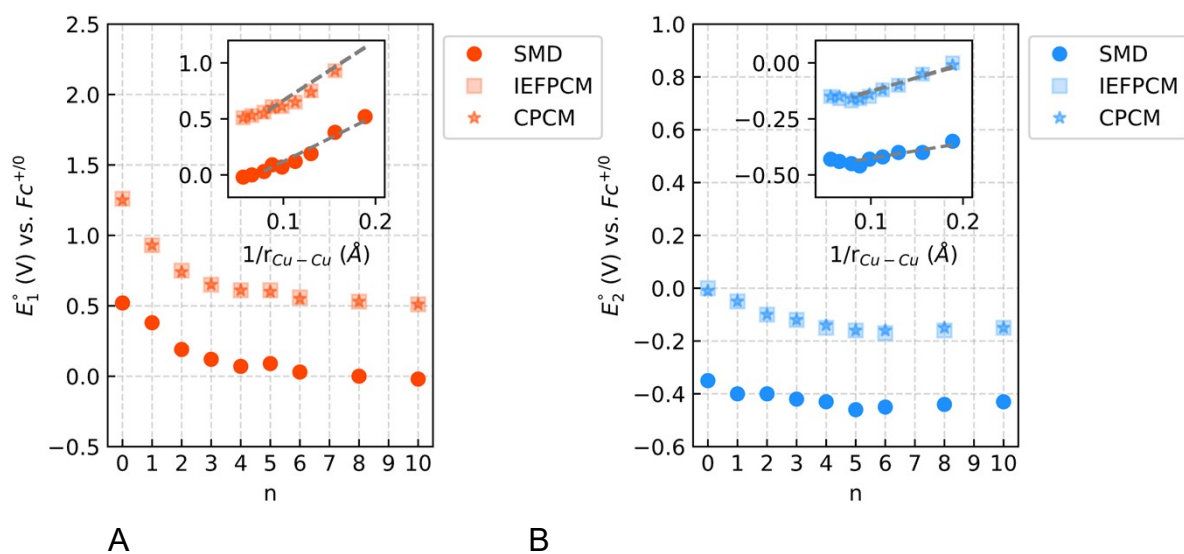 2.5
2.0
1.5
1.0
0.5
0.0
−0.5
E°1 (V) vs. Fc+/0
0 1 2 3 4 5 6 7 8 9 10
n
1.0
0.5
0.0
0.1 0.2
1/rCu−Cu (Å)
SMD
IEFPCM
CPCM
A
1.0
0.8
0.6
0.4
0.2
0.0
−0.2
−0.4
−0.6
E°2 (V) vs. Fc+/0
0 1 2 3 4 5 6 7 8 9 10
n
0.00
−0.25
−0.50
0.1 0.2
1/rCu−Cu (Å)
SMD
IEFPCM
CPCM
B